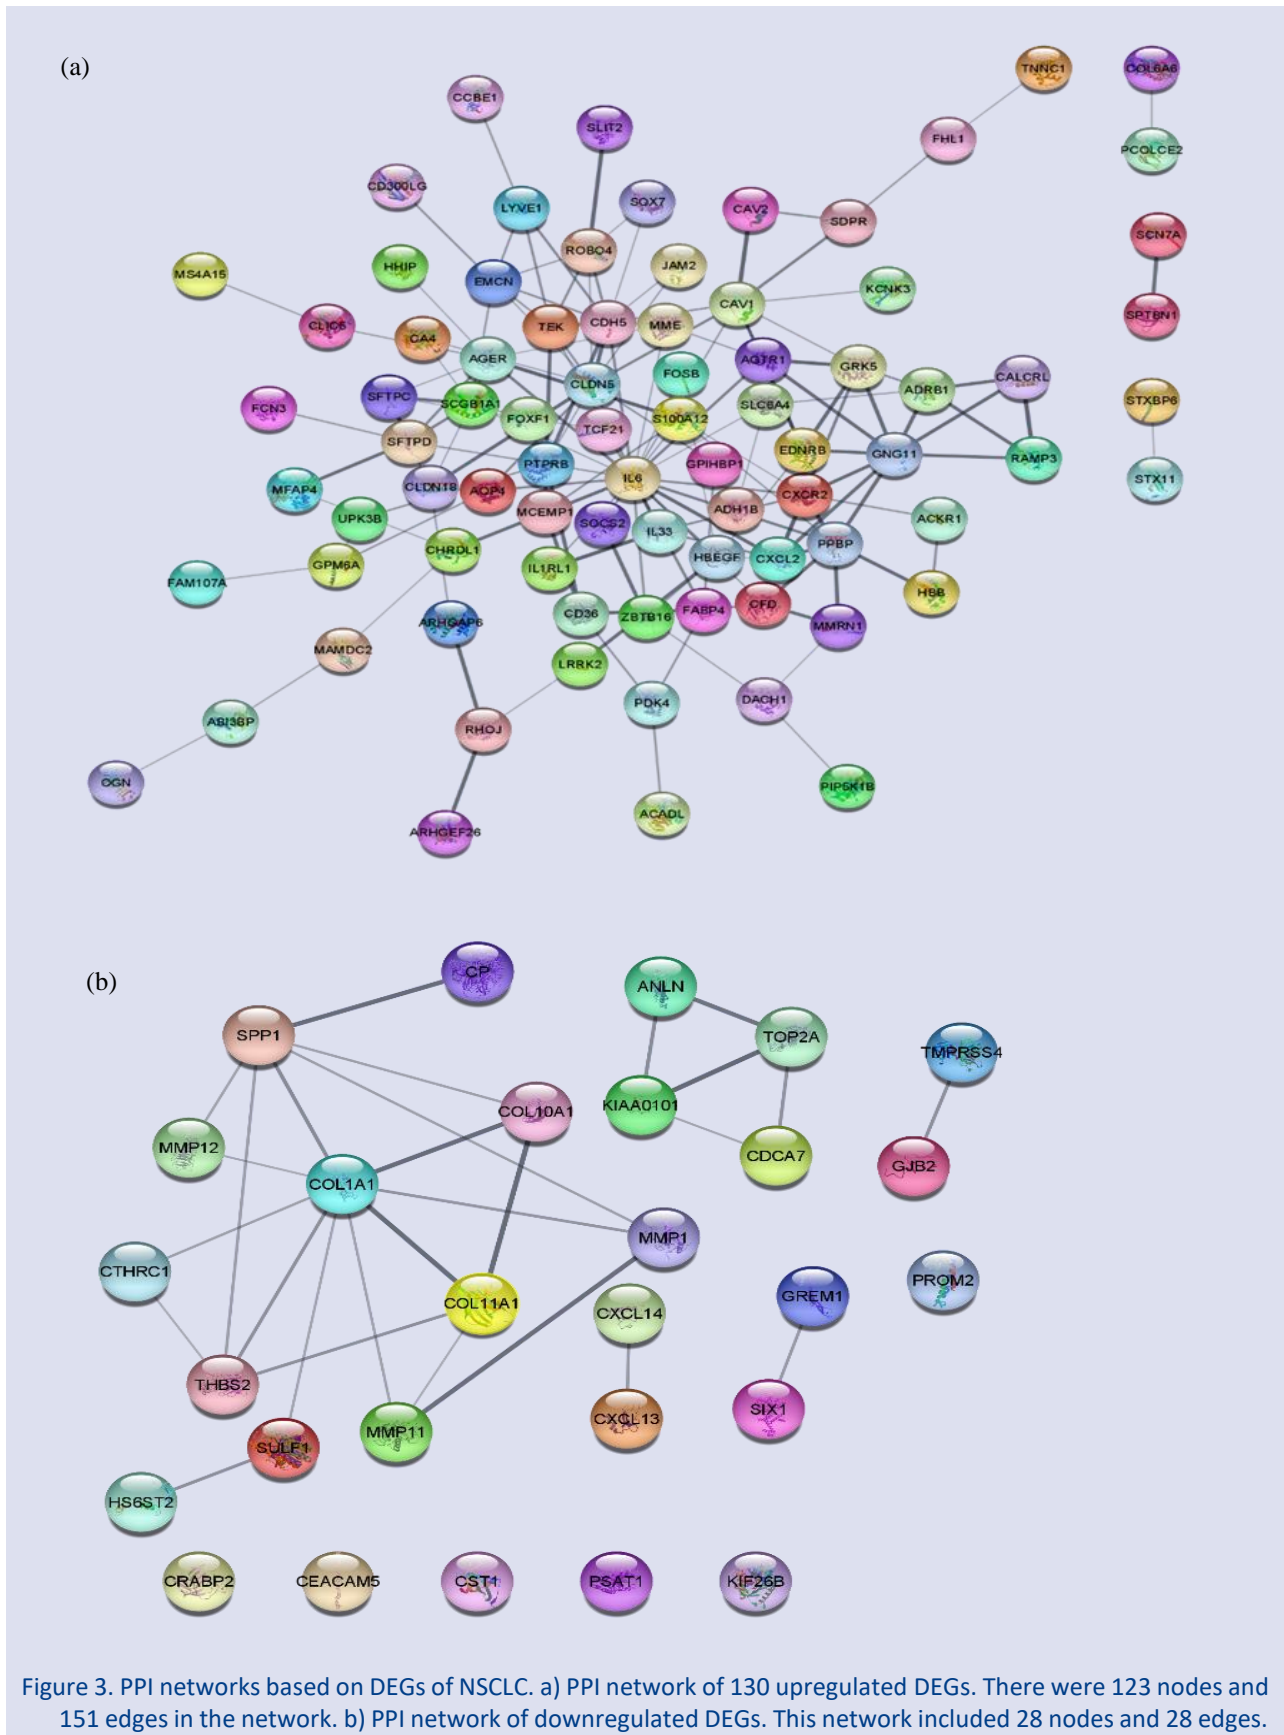 (a)
TNNC1
COL6A6
CCBE1
SLIT2
FHL1
PCOLCE2
CD300LG
LYVE1
SOX7
CAV2
SDPR
SCN7A
ROBO4
MS4A15
HHIP
EMCN
JAM2
KCNK3
CAV1
SPTBN1
CLIC6
CA4
TEK
CDH5
MME
AGER
AGTR1
GRK5
CALCRL
FOSB
CLDN5
ADRB1
SFTPC
SCGB1A1
SLC6A4
STXBP6
FCN3
FOXF1
S100A12
SFTPD
TCF21
EDNRB
GNG11
RAMP3
PTPRB
GPIHBP1
IL6
STX11
MFAP4
CLDN18
AQP4
CXCR2
UPK3B
MCEMP1
ADH1B
ACKR1
SOCS2
IL33
PPBP
CHRDL1
HBEGF
CXCL2
GPM6A
IL1RL1
FAM107A
HBB
CD36
ZBTB16
FABP4
CFD
ARHGAP6
MMRN1
MAMDC2
LRRK2
PDK4
DACH1
ABI3BP
RHOJ
OGN
PIP5K1B
ACADL
ARHGEF26
(b)
CP
ANLN
SPP1
TOP2A
TMPRSS4
KIAA0101
COL10A1
MMP12
CDCA7
GJB2
COL1A1
MMP1
CTHRC1
PROM2
GREM1
COL11A1
CXCL14
THBS2
SIX1
CXCL13
MMP11
SULF1
HS6ST2
CRABP2
CEACAM5
CST1
PSAT1
KIF26B
Figure 3. PPI networks based on DEGs of NSCLC. a) PPI network of 130 upregulated DEGs. There were 123 nodes and
151 edges in the network. b) PPI network of downregulated DEGs. This network included 28 nodes and 28 edges.